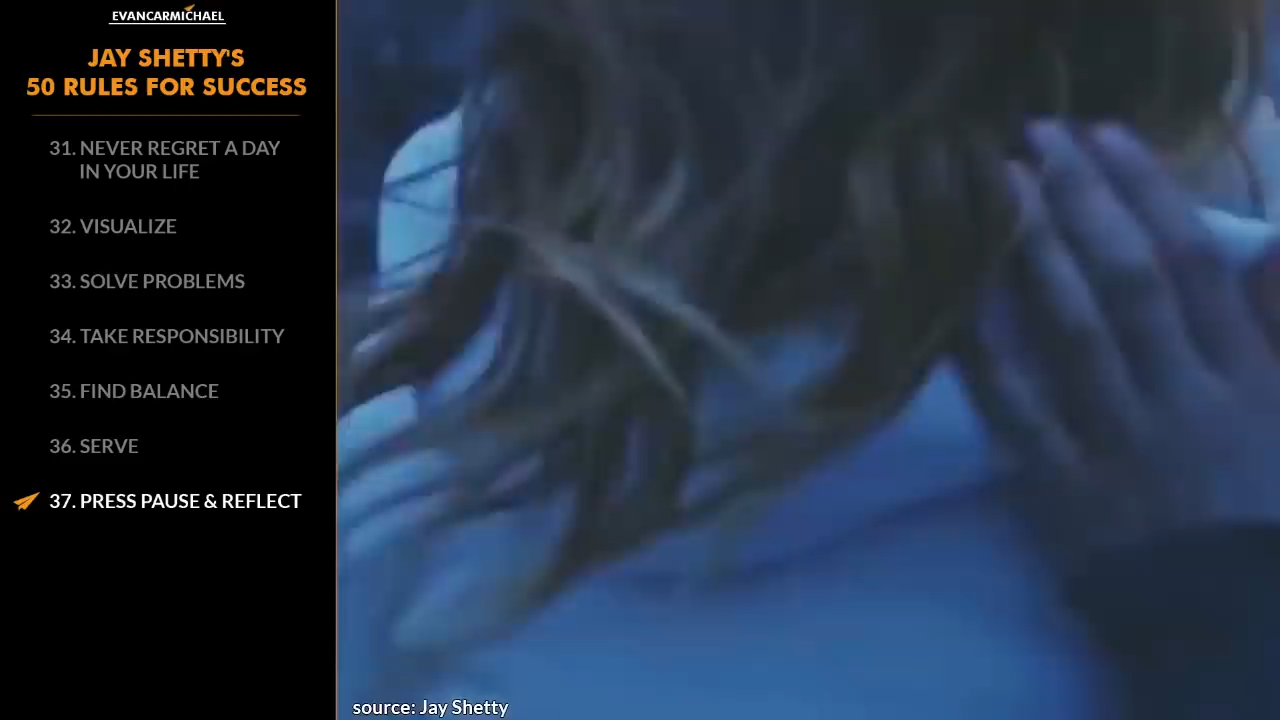 EVANCARMICHAEL
JAY SHETTY'S
50 RULES FOR SUCCESS
31. NEVER REGRET A DAY
IN YOUR LIFE
32. VISUALIZE
33. SOLVE PROBLEMS
34. TAKE RESPONSIBILITY
35. FIND BALANCE
36. SERVE
37. PRESS PAUSE & REFLECT
source: Jay Shetty